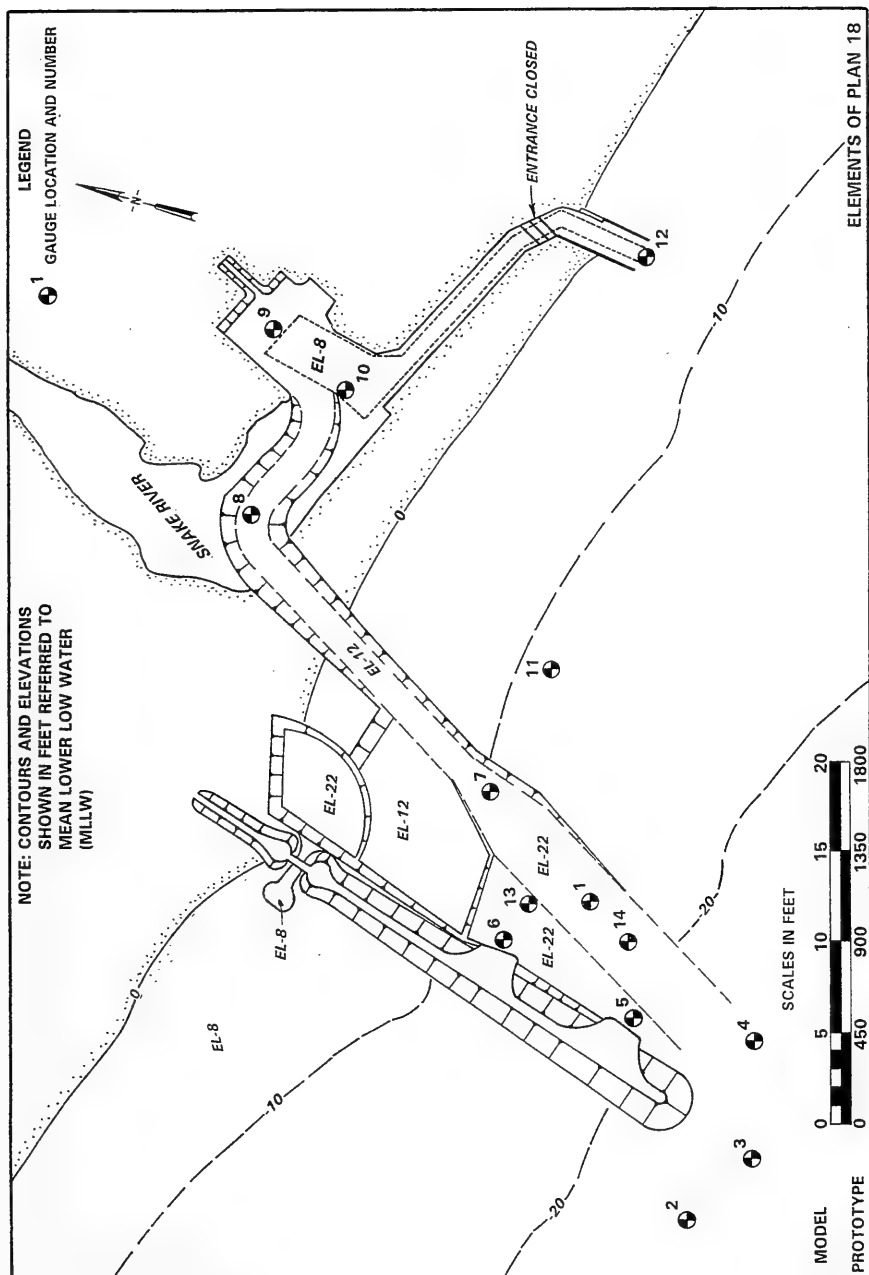 NOTE: CONTOURS AND ELEVATIONS
SHOWN IN FEET REFERRED TO
MEAN LOWER LOW WATER
(MLLW)
LEGEND
1
GAUGE LOCATION AND NUMBER
-N-
SNAKE RIVER
9
8
EL-8
10
ENTRANCE CLOSED
12
0
0
EL-8
EL-8
EL-22
EL-12
EL-12
-10
-10
11
7
6
13
EL-22
EL-22
1
14
5
4
3
2
-20
-20
SCALES IN FEET
MODEL
0 5 10 15 20
PROTOTYPE
0 450 900 1350 1800
ELEMENTS OF PLAN 18